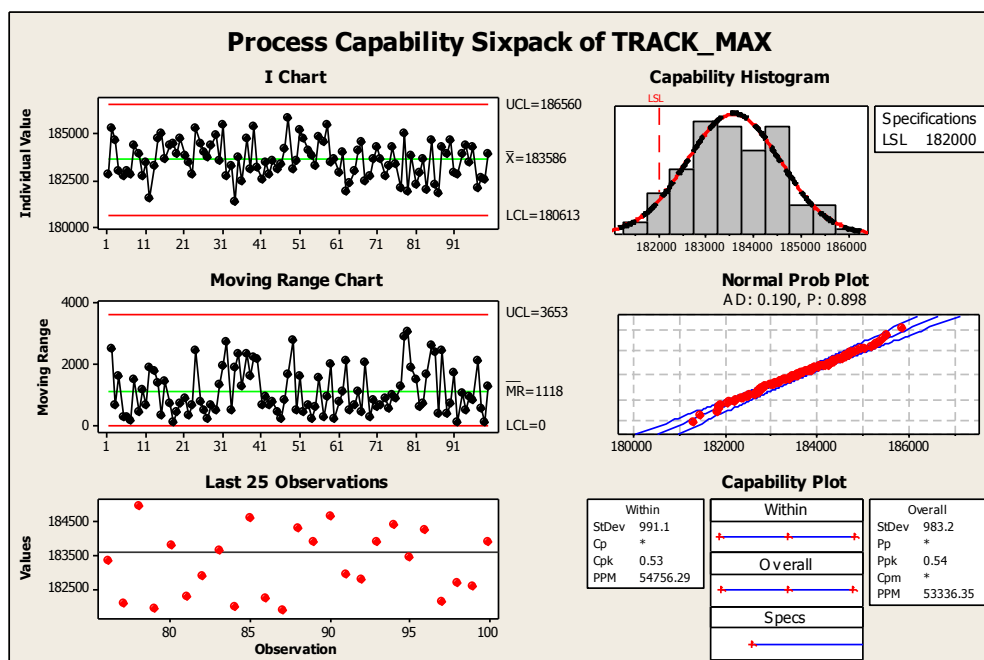 Process Capability Sixpack of TRACK_MAX
I Chart
Individual Value
185000
182500
180000
UCL=186560
X=183586
LCL=180613
1 11 21 31 41 51 61 71 81 91
Capability Histogram
LSL
182000 183000 184000 185000 186000
Specifications
LSL 182000
Moving Range Chart
Moving Range
4000
2000
0
UCL=3653
MR=1118
LCL=0
1 11 21 31 41 51 61 71 81 91
Normal Prob Plot
AD: 0.190, P: 0.898
180000 182000 184000 186000
Last 25 Observations
Values
184500
183500
182500
80 85 90 95 100
Observation
Capability Plot
Within
StDev 991.1
Cp *
Cpk 0.53
PPM 54756.29
Within
Overall
Specs
Overall
StDev 983.2
Pp *
Ppk 0.54
Cpm *
PPM 53336.35